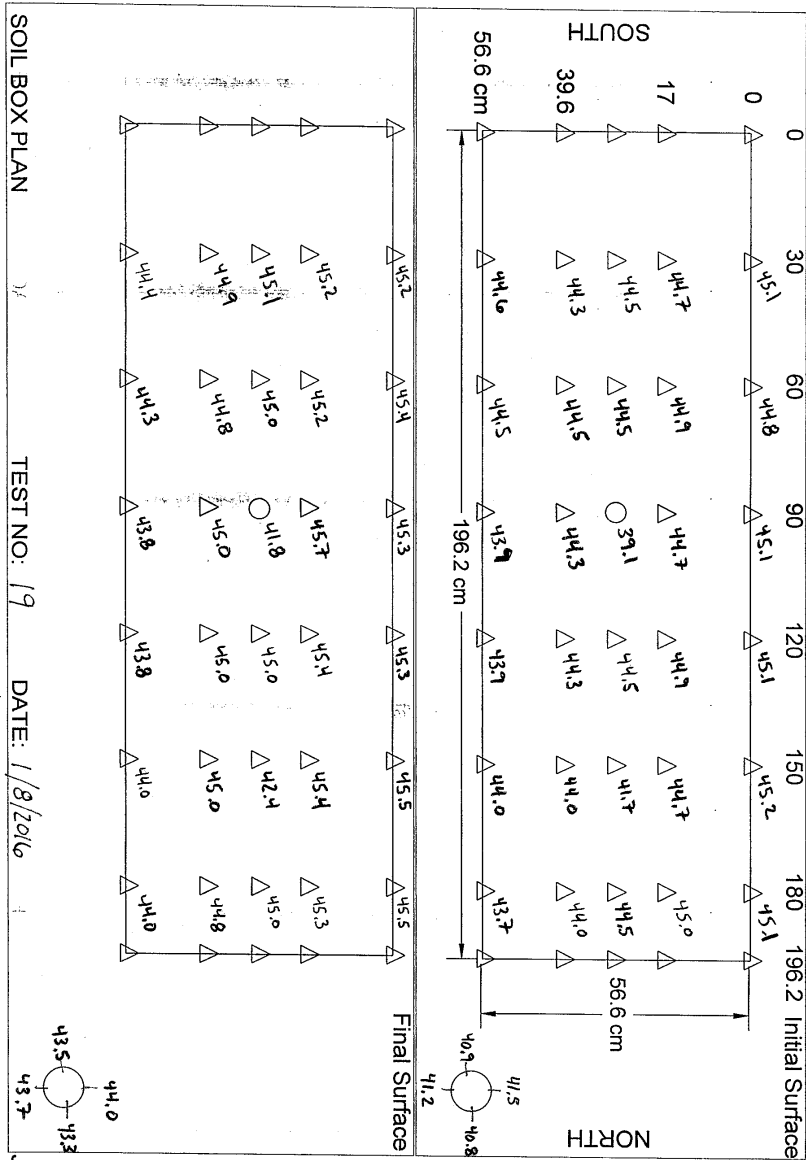 0 30 60 90 120 150 180 196.2 Initial Surface
0 45.1 44.8 45.1 45.1 45.2 45.1
17 44.7 44.9 44.7 44.9 44.7 45.0
SOUTH 44.5 44.5 39.1 44.5 41.7 44.5 56.6 cm NORTH
39.6 44.3 44.5 44.3 44.3 44.0 44.0
56.6 cm 44.6 44.5 43.9 43.9 44.0 43.7
196.2 cm
41.5
40.9 40.8
41.2
Final Surface
45.2 45.4 45.3 45.3 45.5 45.5
45.2 45.2 45.7 45.4 45.4 45.3
45.1 45.0 41.8 45.0 42.4 45.0
44.9 44.8 45.0 45.0 45.0 44.8
44.4 44.3 43.8 43.8 44.0 44.0
44.0
43.5 43.3
43.7
SOIL BOX PLAN TEST NO: 19 DATE: 1/8/2016